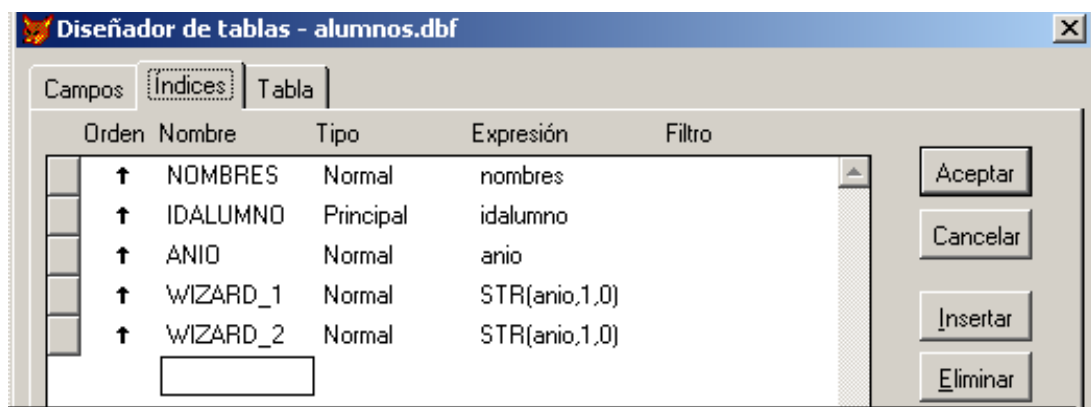 Diseñador de tablas - alumnos.dbf
Campos Índices Tabla
Orden Nombre Tipo Expresión Filtro
NOMBRES Normal nombres
IDALUMNO Principal idalumno
ANIO Normal anio
WIZARD_1 Normal STR(anio,1,0)
WIZARD_2 Normal STR(anio,1,0)
Aceptar
Cancelar
Insertar
Eliminar